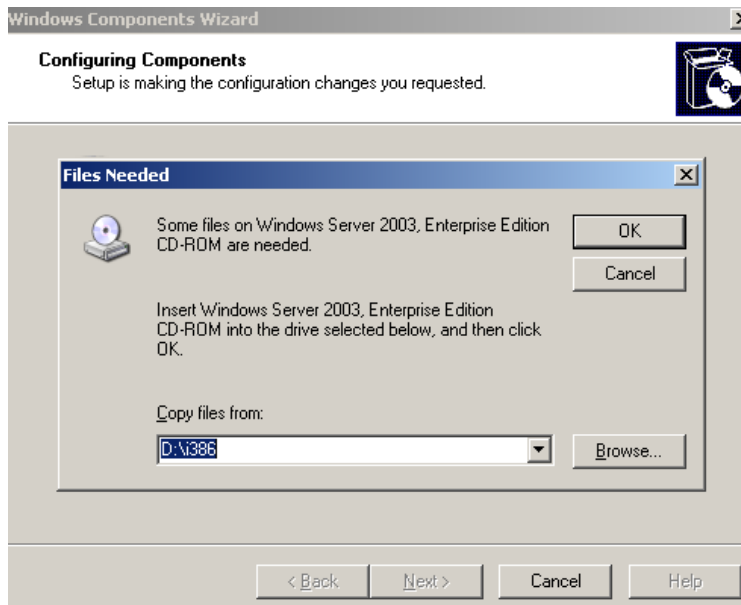 Windows Components Wizard
Configuring Components
Setup is making the configuration changes you requested.
Files Needed
Some files on Windows Server 2003, Enterprise Edition
CD-ROM are needed.
OK
Cancel
Insert Windows Server 2003, Enterprise Edition
CD-ROM into the drive selected below, and then click
OK.
Copy files from:
D:\i386
Browse...
< Back
Next >
Cancel
Help